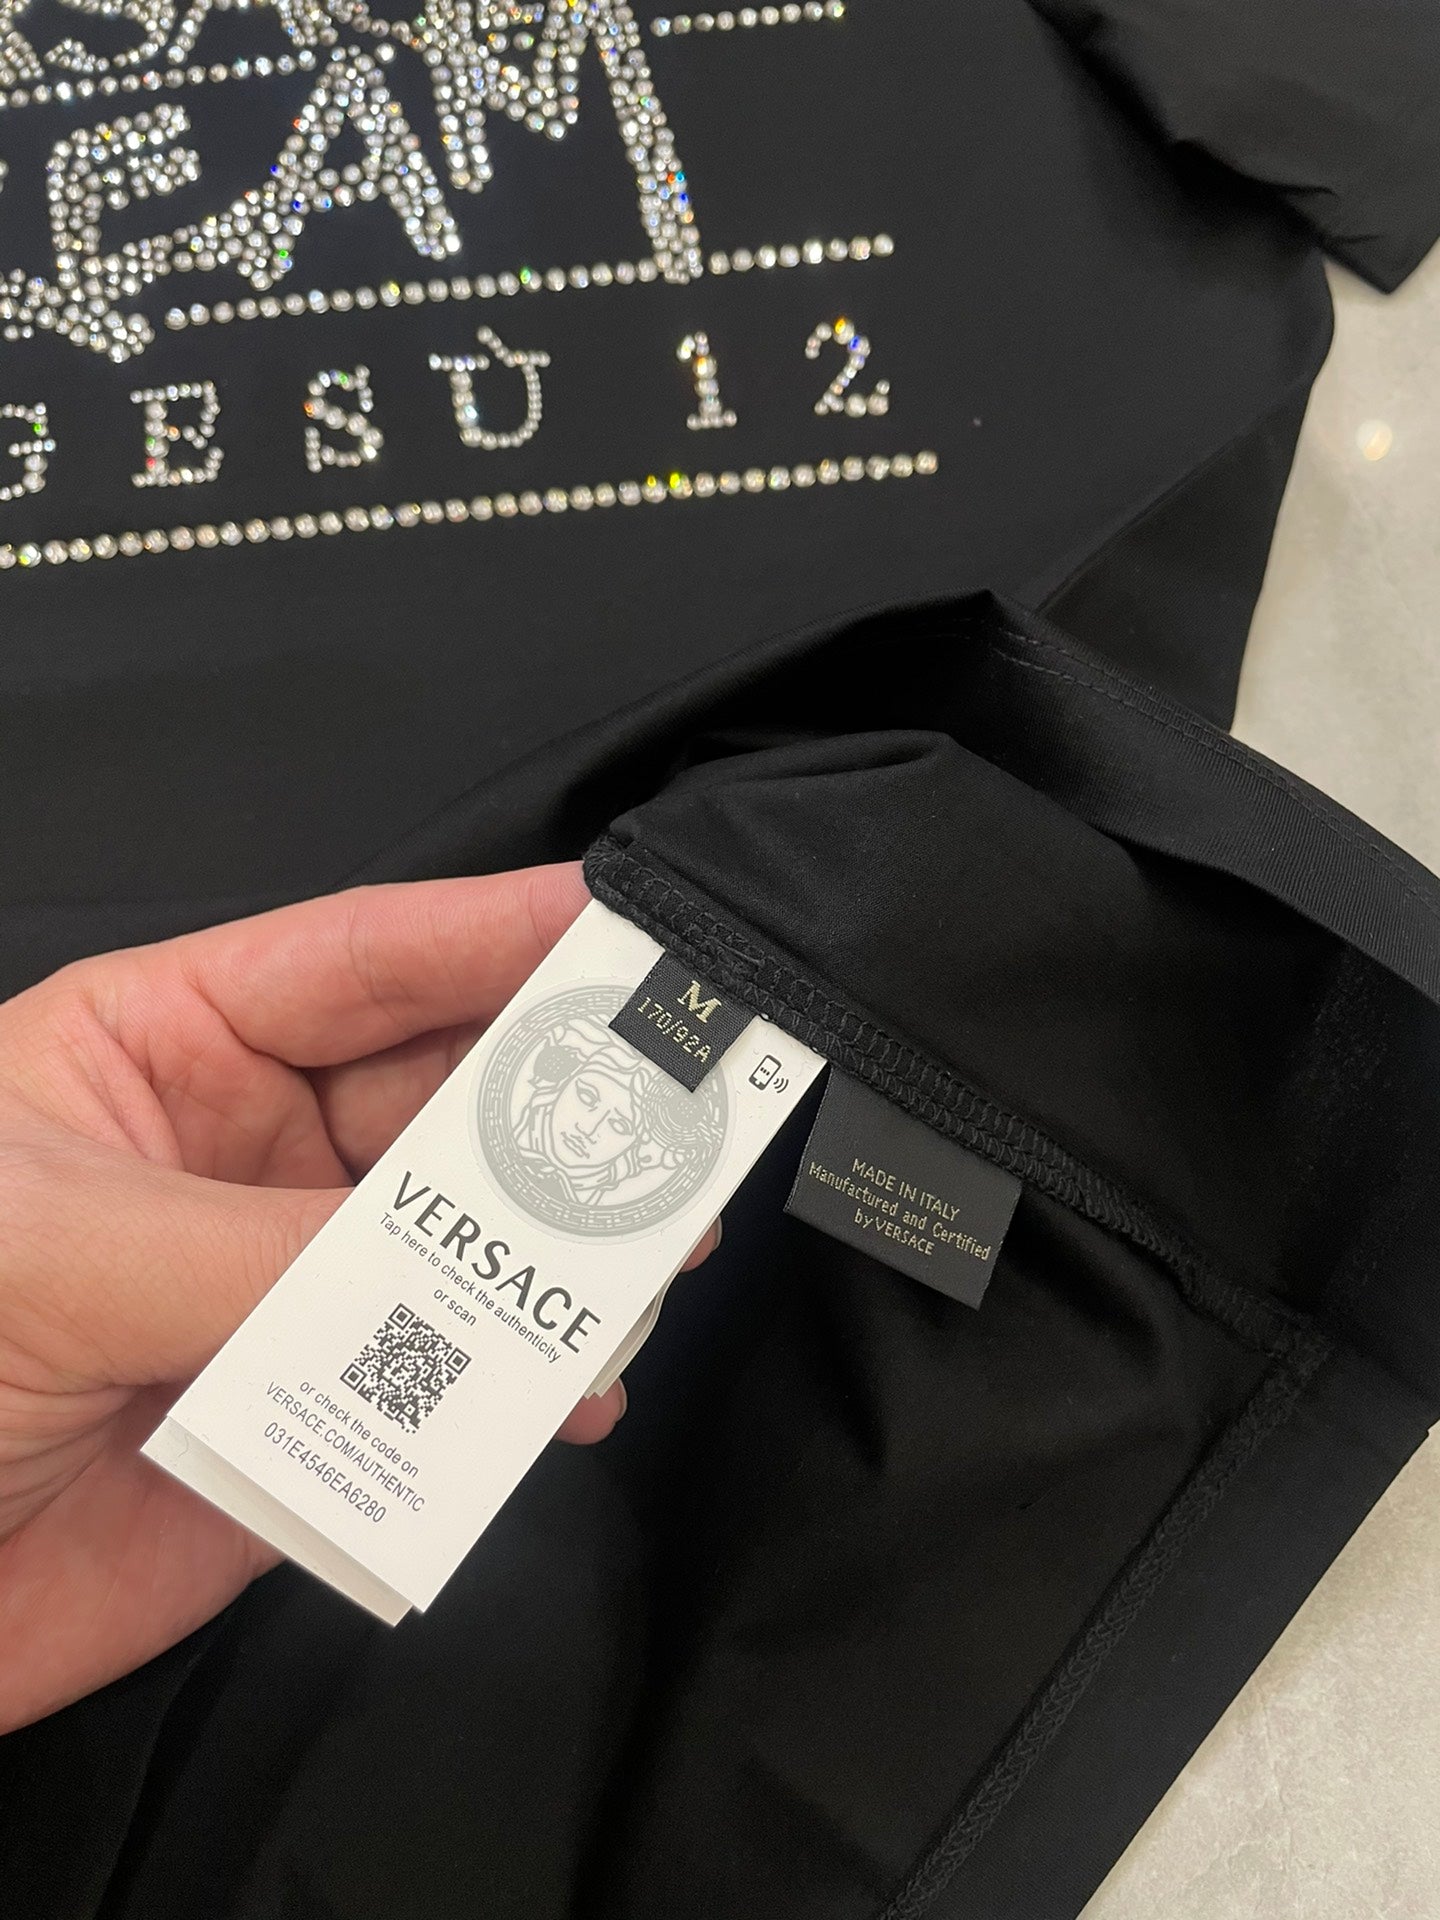 GESÙ 12
M
170/92A
VERSACE
Tap here to check the authenticity
or scan
or check the code on
VERSACE.COM/AUTHENTIC
031E4546EA6280
MADE IN ITALY
Manufactured and Certified
by VERSACE